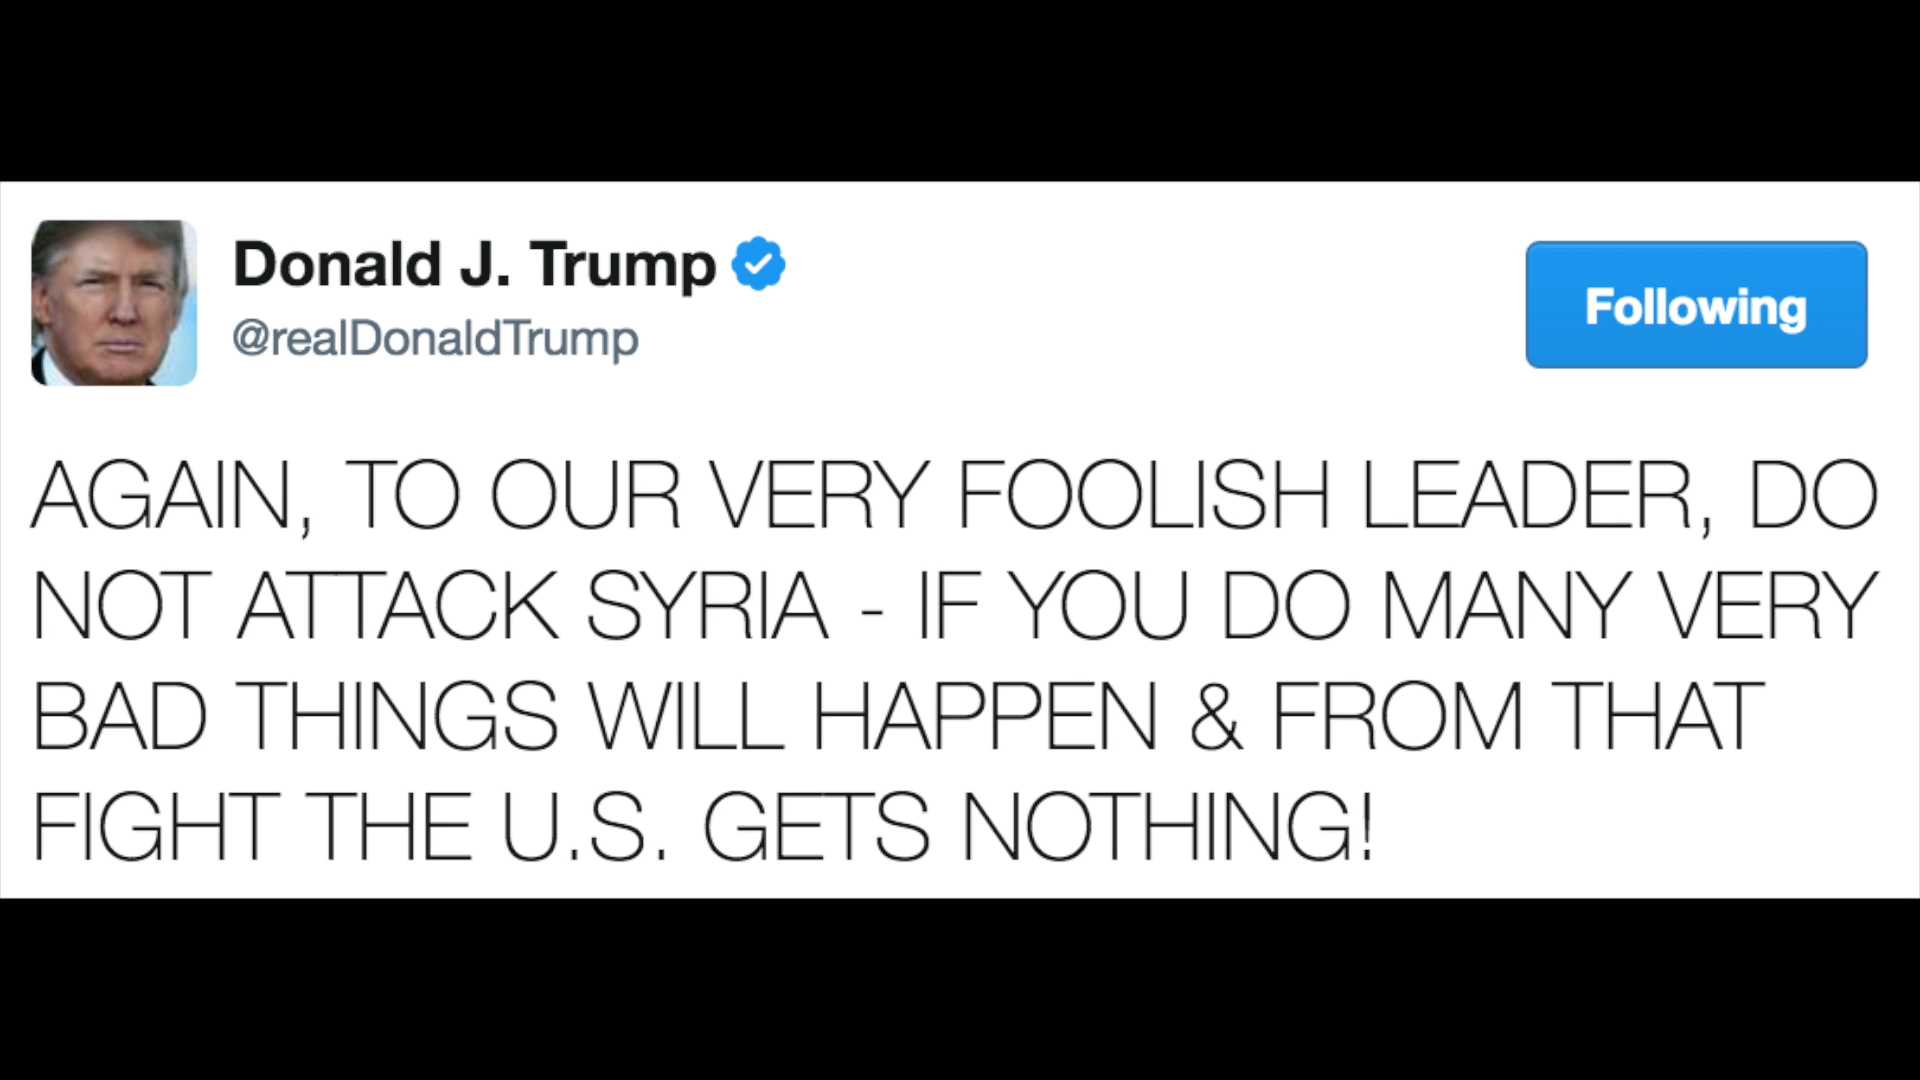 Donald J. Trump
@realDonaldTrump
Following
AGAIN, TO OUR VERY FOOLISH LEADER, DO
NOT ATTACK SYRIA - IF YOU DO MANY VERY
BAD THINGS WILL HAPPEN & FROM THAT
FIGHT THE U.S. GETS NOTHING!